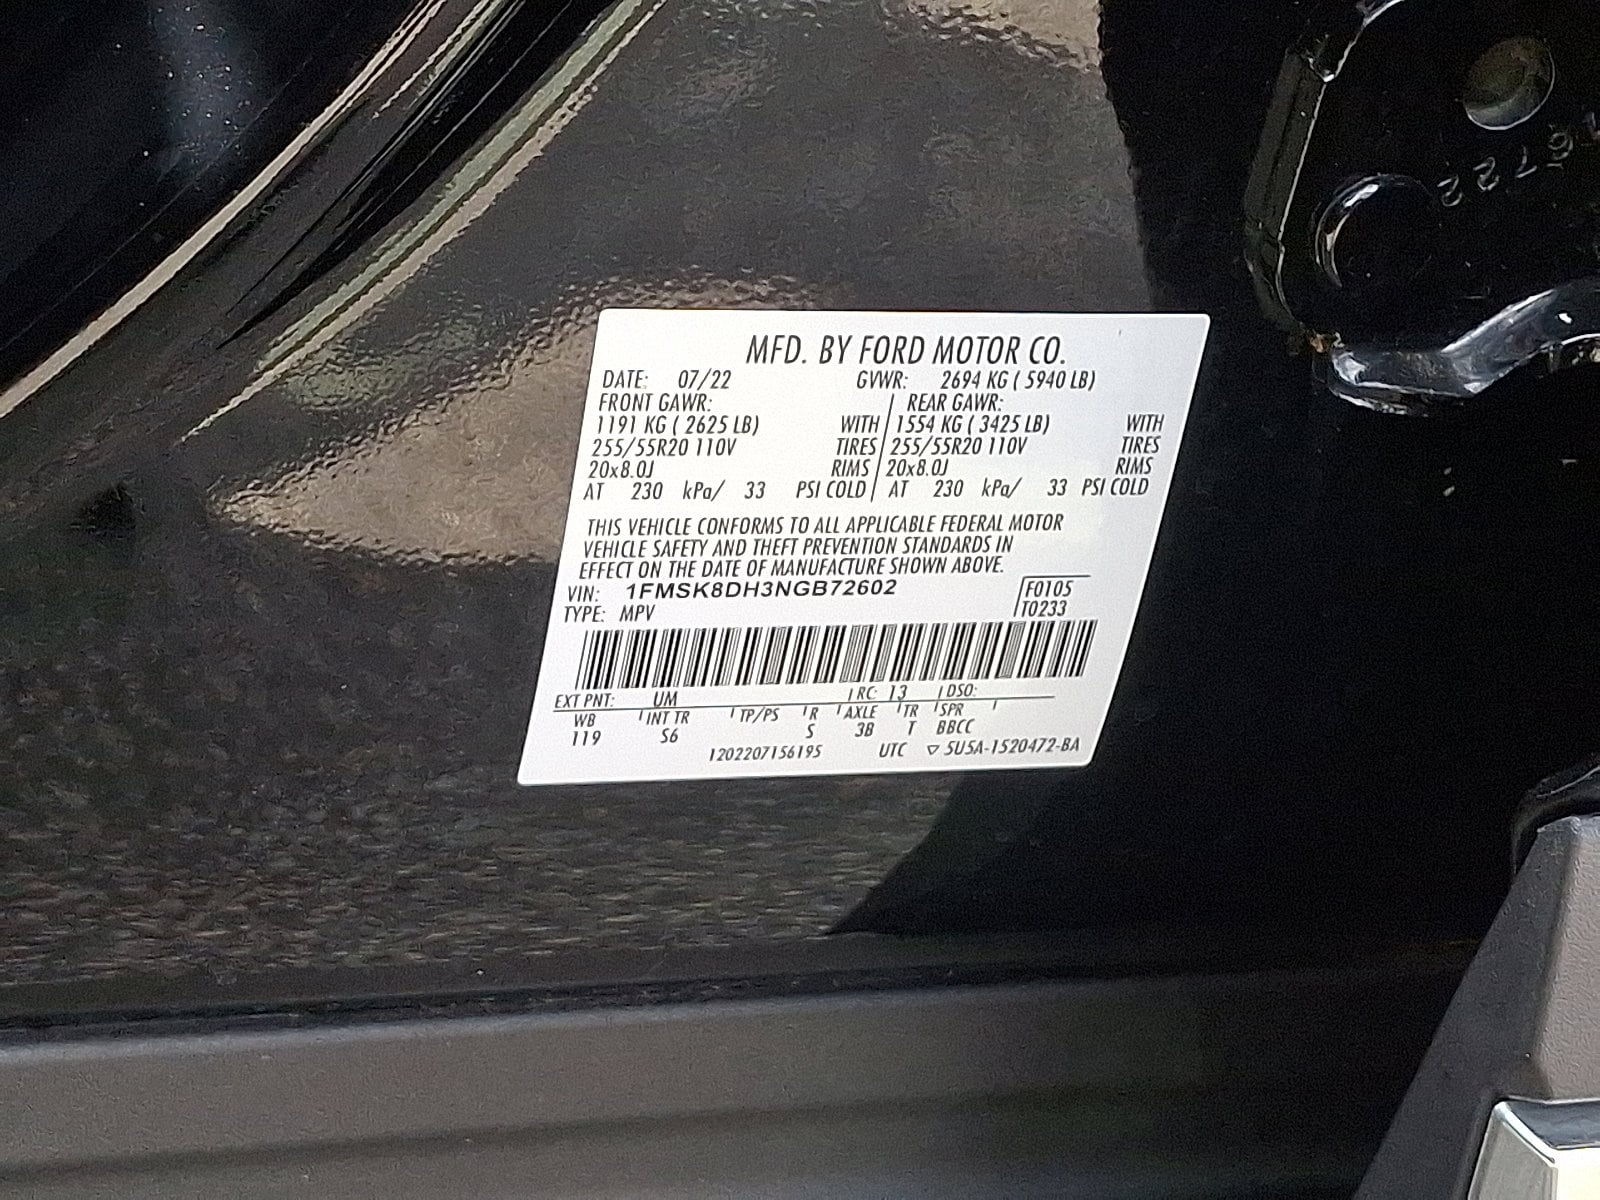 MFD. BY FORD MOTOR CO.
DATE: 07/22 GVWR: 2694 KG ( 5940 LB)
FRONT GAWR: REAR GAWR:
1191 KG ( 2625 LB) WITH 1554 KG ( 3425 LB) WITH
255/55R20 110V TIRES 255/55R20 110V TIRES
20x8.0J RIMS 20x8.0J RIMS
AT 230 kPa/ 33 PSI COLD AT 230 kPa/ 33 PSI COLD
THIS VEHICLE CONFORMS TO ALL APPLICABLE FEDERAL MOTOR
VEHICLE SAFETY AND THEFT PREVENTION STANDARDS IN
EFFECT ON THE DATE OF MANUFACTURE SHOWN ABOVE.
VIN: 1FMSK8DH3NGB72602 F0105
TYPE: MPV T0233
EXT PNT: UM RC: 13 DSO:
WB INT TR TP/PS R AXLE TR SPR
119 S6 S 3B T BBCC
1202207156195 UTC ▽ 5U5A-1520472-BA